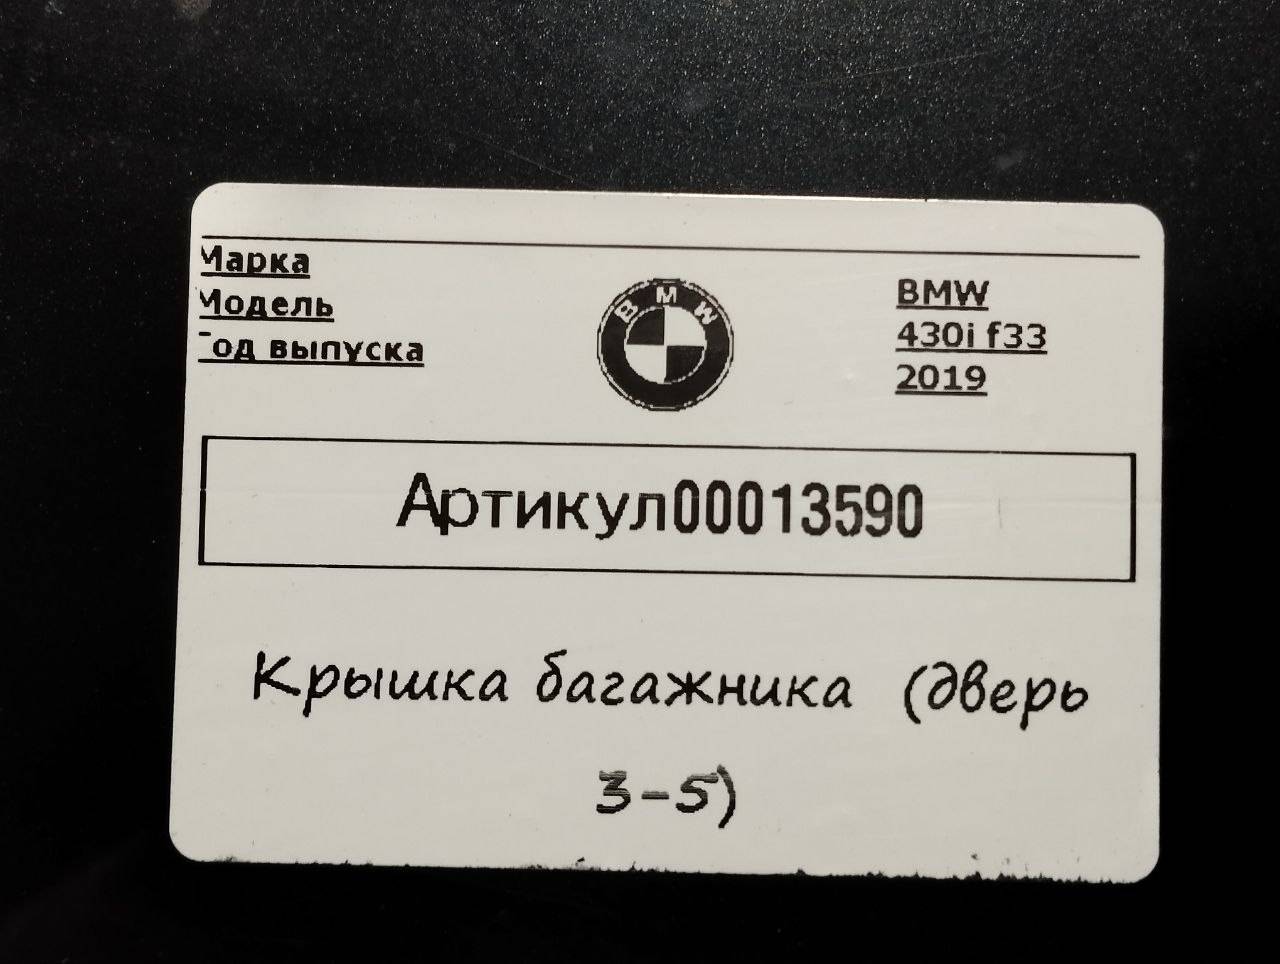 Марка
Модель
Год выпуска
BMW
BMW
430i f33
2019
Артикул00013590
Крышка багажника (дверь
3-5)